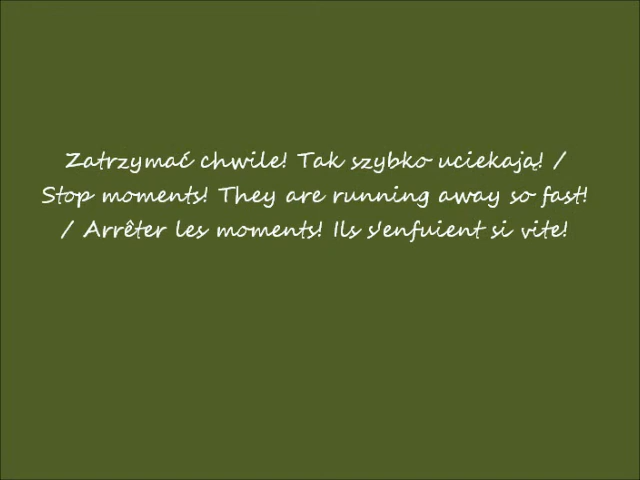 Zatrzymać chwile! Tak szybko uciekają! /
Stop moments! They are running away so fast!
/ Arrêter les moments! Ils s'enfuient si vite!